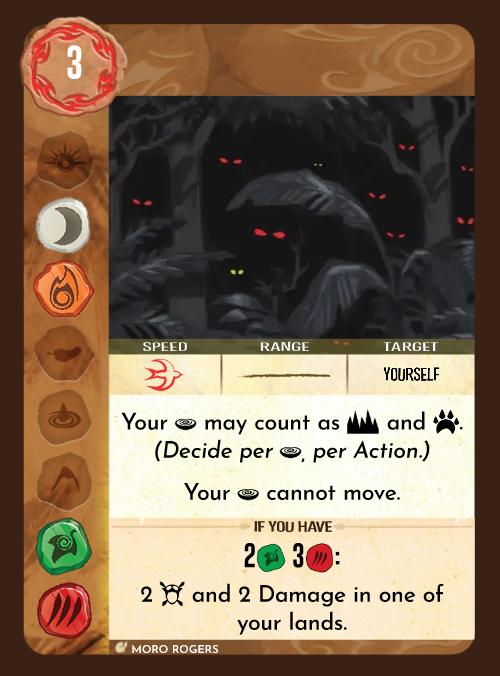 3
SPEED RANGE TARGET
YOURSELF
Your may count as and .
(Decide per , per Action.)
Your cannot move.
IF YOU HAVE
2 3 :
2 and 2 Damage in one of
your lands.
MORO ROGERS